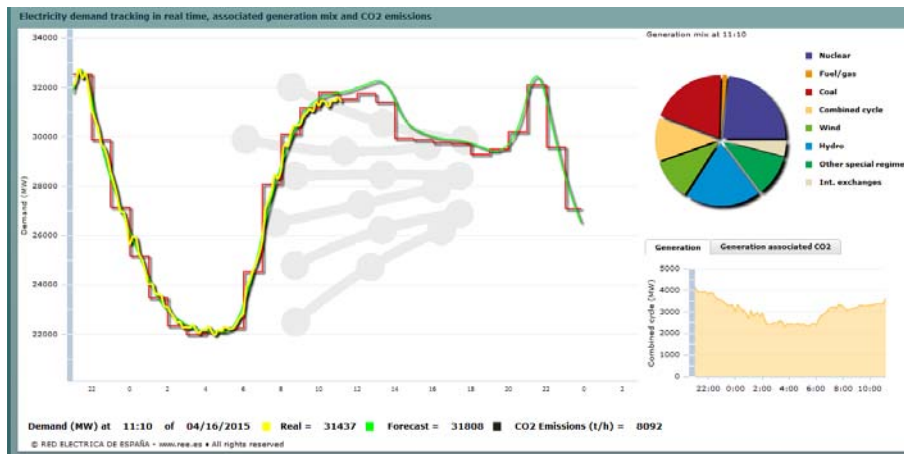 Electricity demand tracking in real time, associated generation mix and CO2 emissions
Generation mix at 11:10
34000
32000
30000
28000
26000
24000
22000
Demand (MW)
22 0 2 4 6 8 10 12 14 16 18 20 22 0 2
Nuclear
Fuel/gas
Coal
Combined cycle
Wind
Hydro
Other special regime
Int. exchanges
Generation Generation associated CO2
5000
4000
3000
2000
1000
0
Combined cycle (MW)
22:00 0:00 2:00 4:00 6:00 8:00 10:00
Demand (MW) at 11:10 of 04/16/2015 Real = 31437 Forecast = 31808 CO2 Emissions (t/h) = 8092
© RED ELECTRICA DE ESPAÑA - www.ree.es • All rights reserved